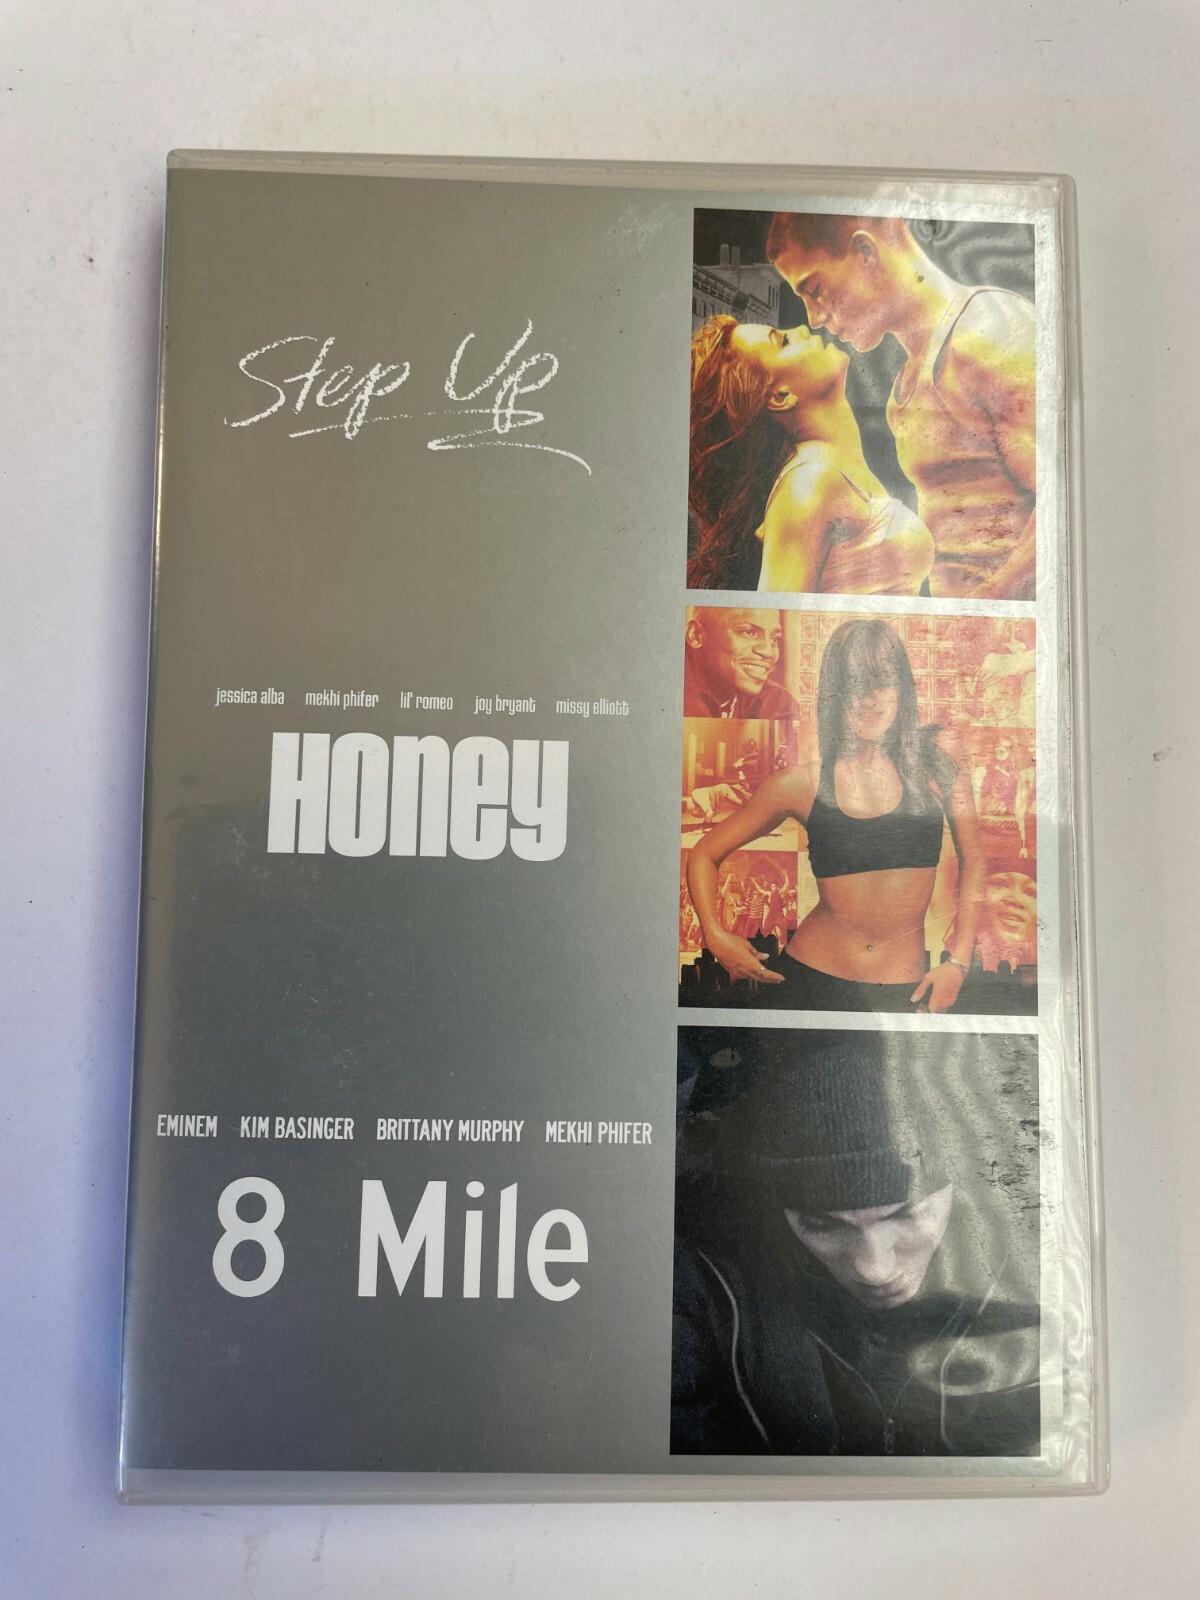 Step Up
jessica alba mekhi phifer lil' romeo joy bryant missy elliott
Honey
EMINEM KIM BASINGER BRITTANY MURPHY MEKHI PHIFER
8 Mile